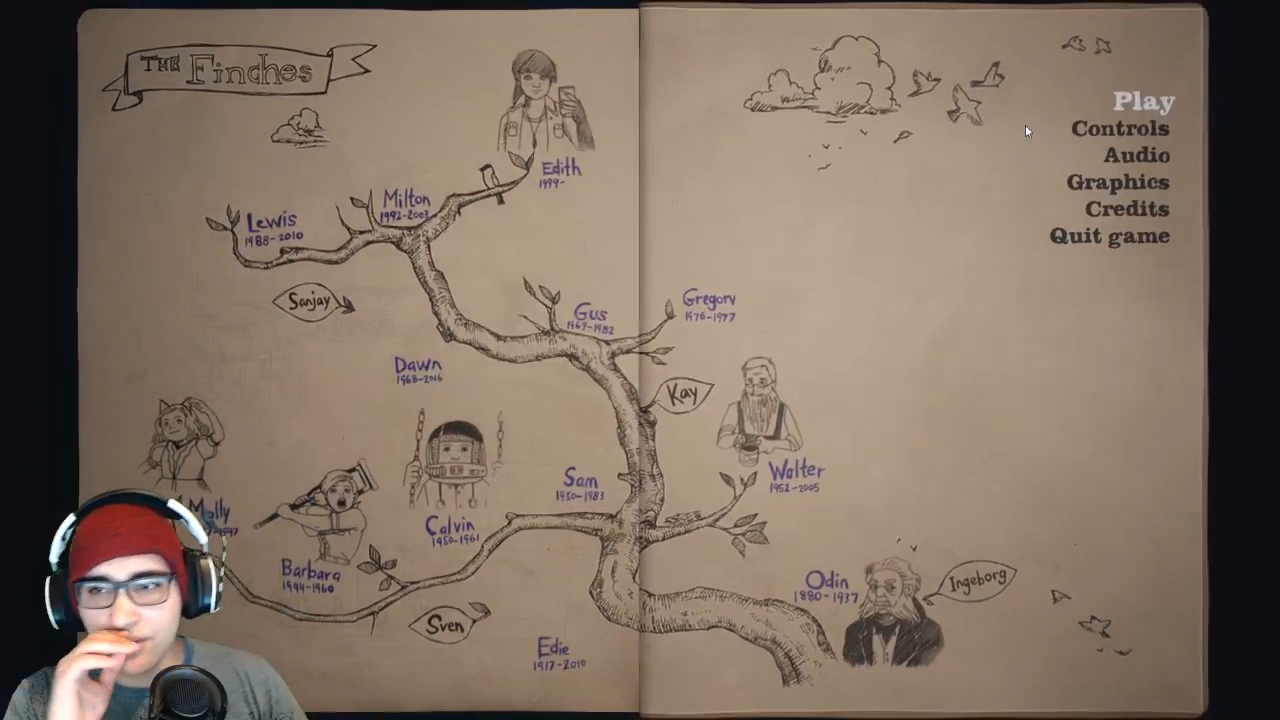 THE Finches
Play
Controls
Audio
Graphics
Credits
Quit game
Edith
1999-
Milton
1992-2003
Lewis
1988-2010
Sanjay
Gus
1969-1982
Gregory
1976-1977
Dawn
1968-2016
Kay
Walter
1952-2005
Sam
1950-1983
Molly
Calvin
1950-1961
Barbara
1944-1960
Odin
1880-1937
Ingeborg
Sven
Edie
1917-2010